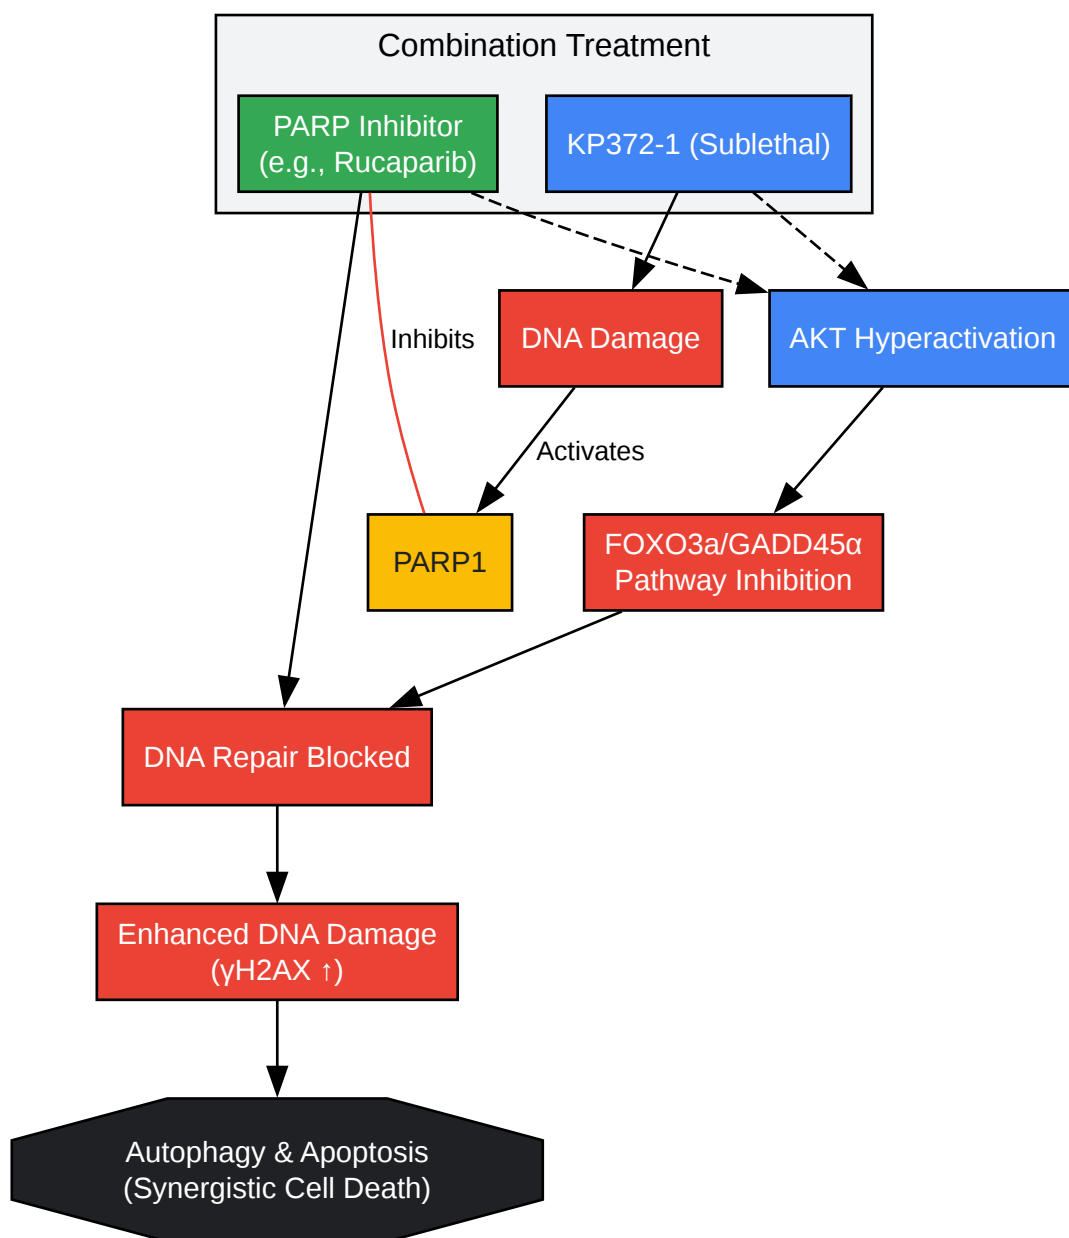 Combination Treatment
PARP Inhibitor
(e.g., Rucaparib)
KP372-1 (Sublethal)
Inhibits
DNA Damage
AKT Hyperactivation
Activates
PARP1
FOXO3a/GADD45α
Pathway Inhibition
DNA Repair Blocked
Enhanced DNA Damage
(γH2AX ↑)
Autophagy & Apoptosis
(Synergistic Cell Death)